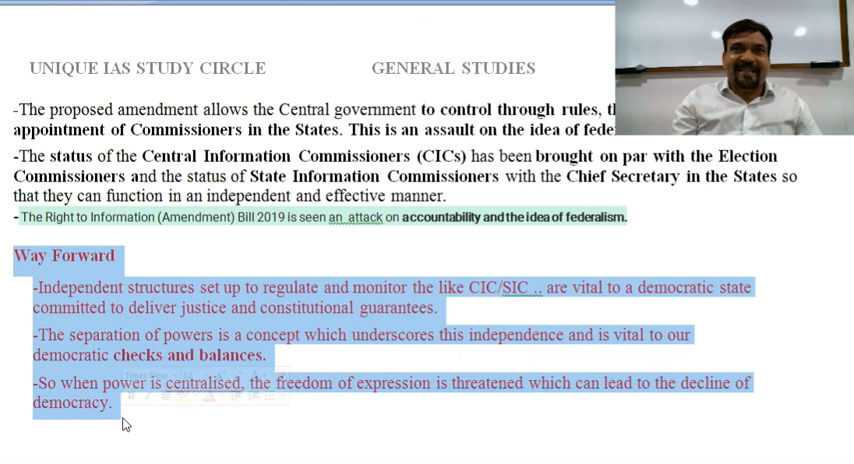 UNIQUE IAS STUDY CIRCLE GENERAL STUDIES
-The proposed amendment allows the Central government to control through rules, t
appointment of Commissioners in the States. This is an assault on the idea of fede
-The status of the Central Information Commissioners (CICs) has been brought on par with the Election
Commissioners and the status of State Information Commissioners with the Chief Secretary in the States so
that they can function in an independent and effective manner.
- The Right to Information (Amendment) Bill 2019 is seen an attack on accountability and the idea of federalism.
Way Forward
-Independent structures set up to regulate and monitor the like CIC/SIC .. are vital to a democratic state
committed to deliver justice and constitutional guarantees.
-The separation of powers is a concept which underscores this independence and is vital to our
democratic checks and balances.
-So when power is centralised, the freedom of expression is threatened which can lead to the decline of
democracy.